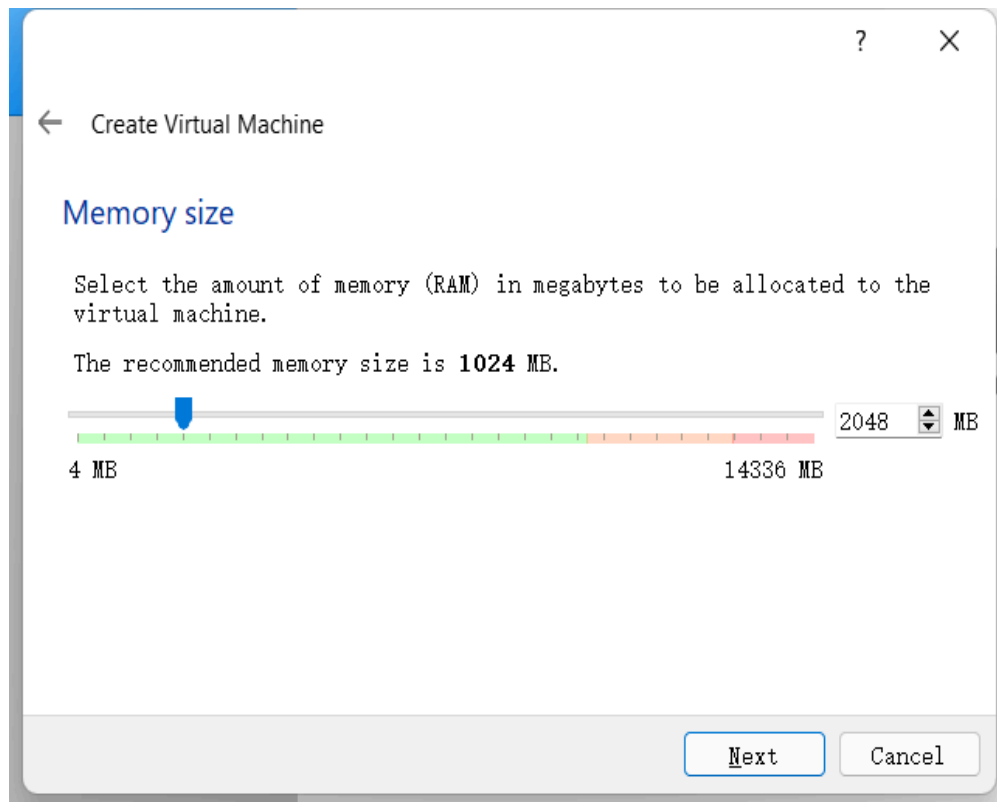 ?
Create Virtual Machine
Memory size
Select the amount of memory (RAM) in megabytes to be allocated to the
virtual machine.
The recommended memory size is 1024 MB.
2048 MB
4 MB 14336 MB
Next Cancel